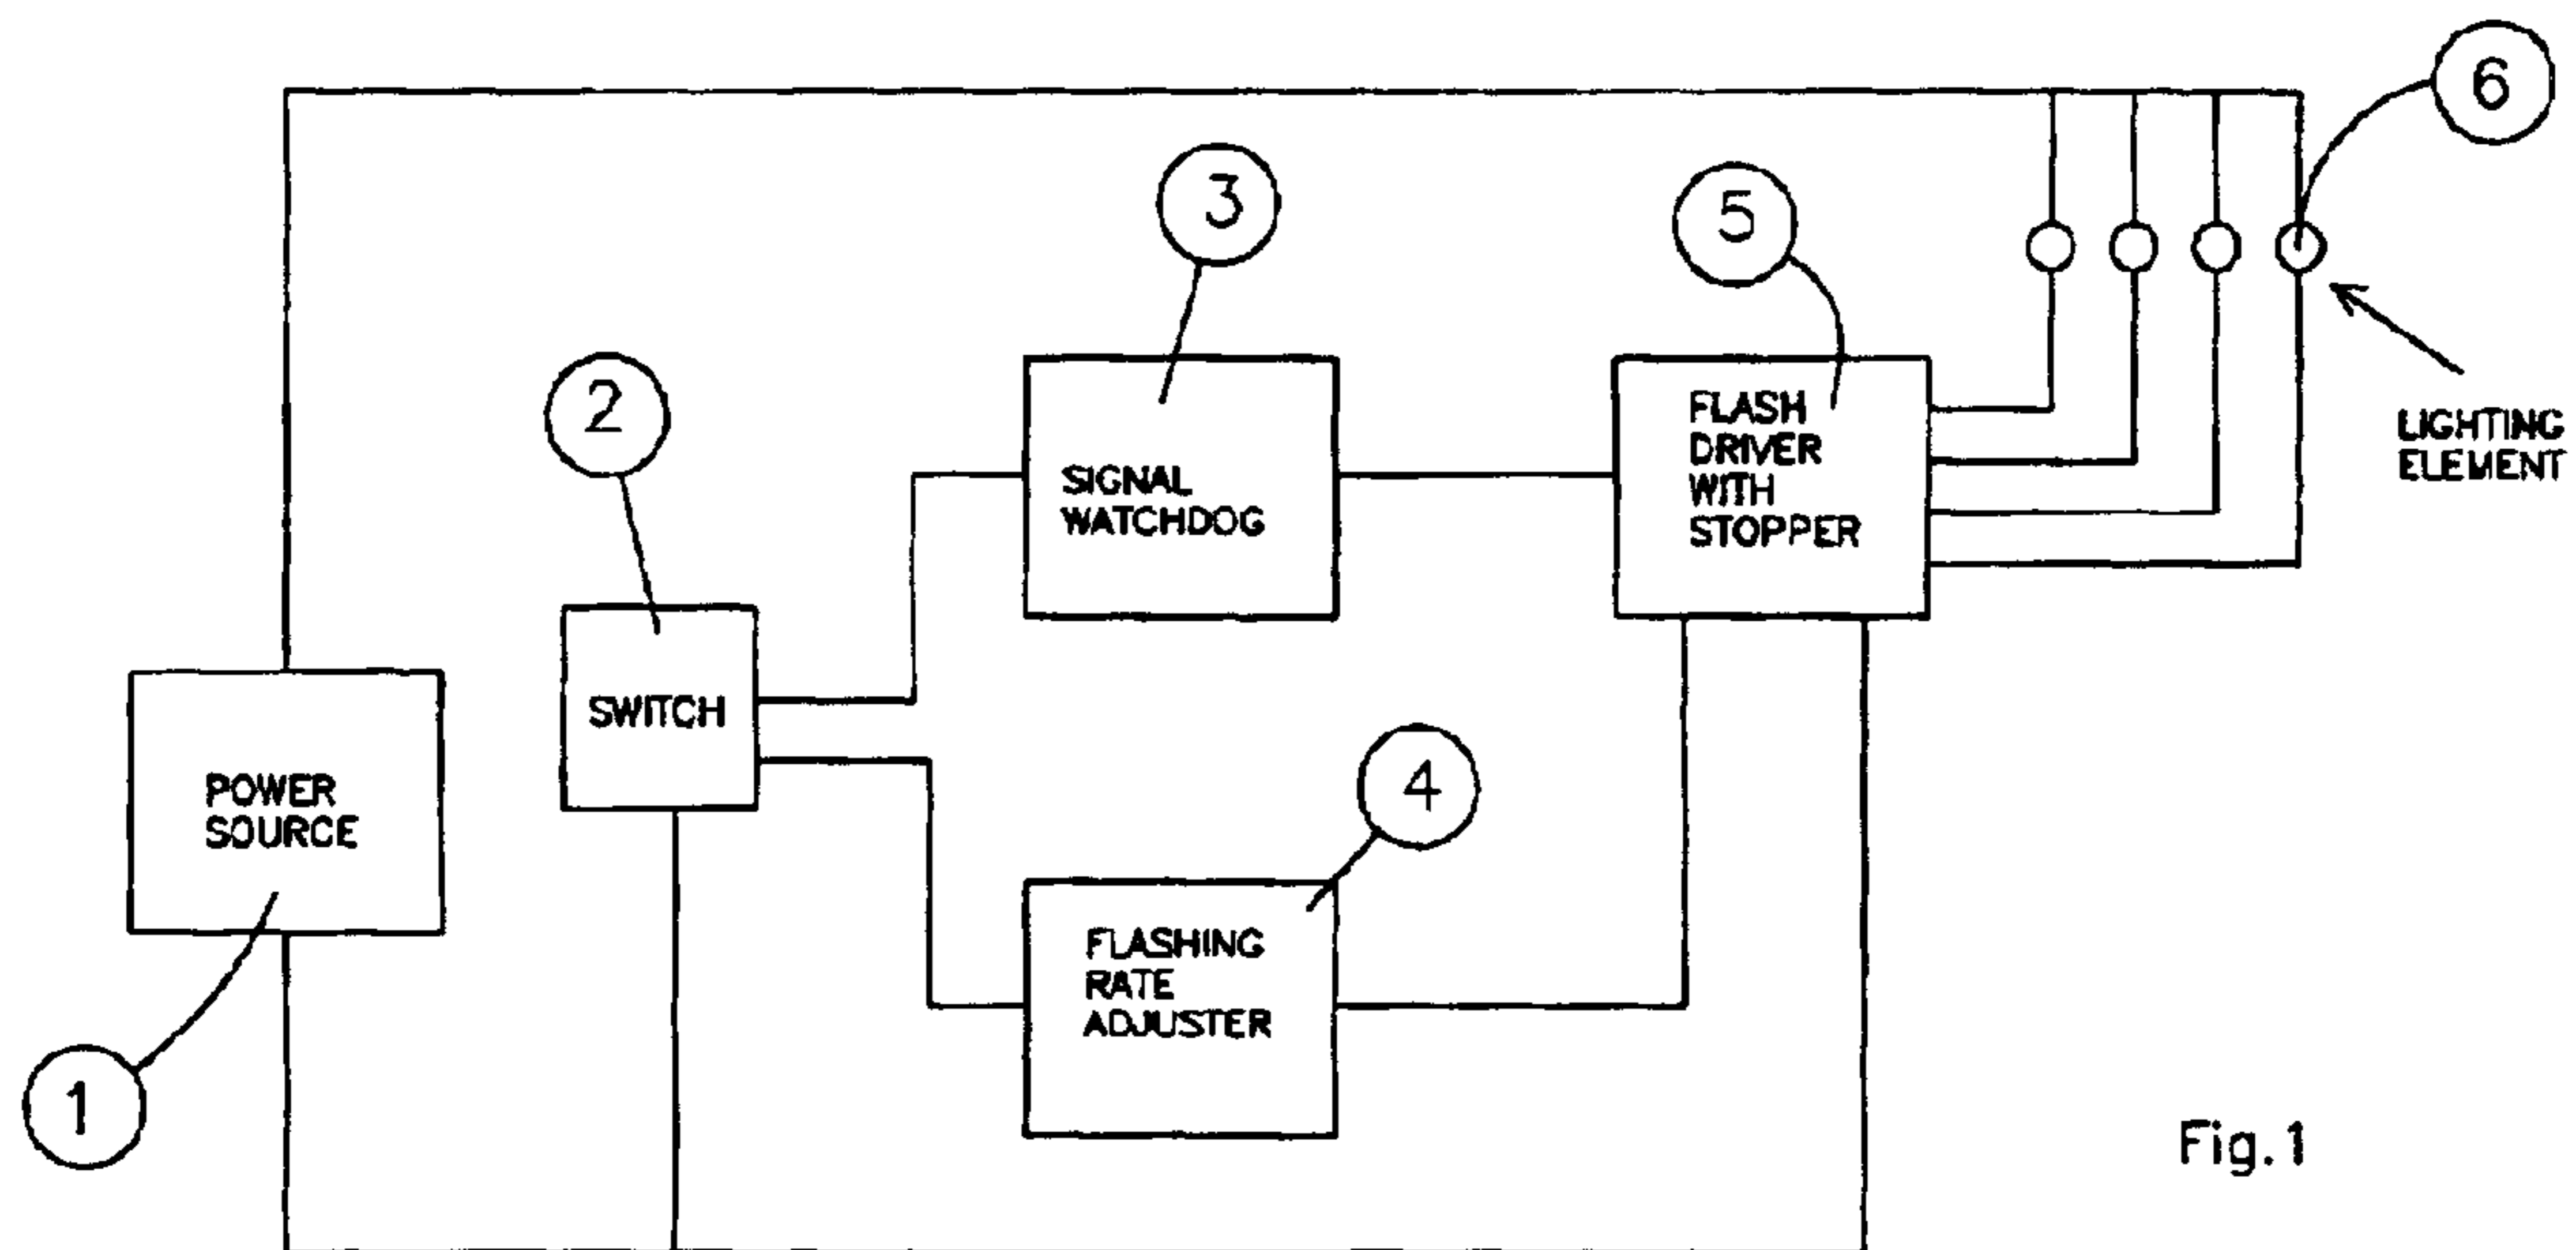 6
3
5
2
FLASH
DRIVER
WITH
STOPPER
LIGHTING
ELEMENT
SIGNAL
WATCHDOG
SWITCH
POWER
SOURCE
4
FLASHING
RATE
ADJUSTER
1
Fig.1